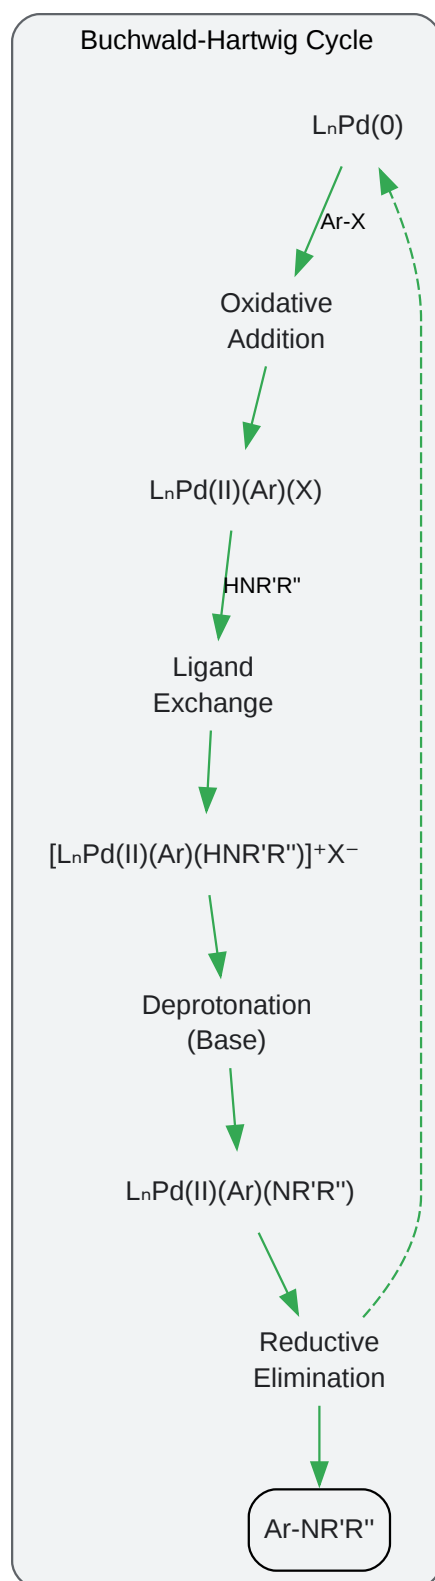 Buchwald-Hartwig Cycle
LₙPd(0)
Ar-X
Oxidative
Addition
LₙPd(II)(Ar)(X)
HNR'R''
Ligand
Exchange
[LₙPd(II)(Ar)(HNR'R'')]⁺X⁻
Deprotonation
(Base)
LₙPd(II)(Ar)(NR'R'')
Reductive
Elimination
Ar-NR'R''